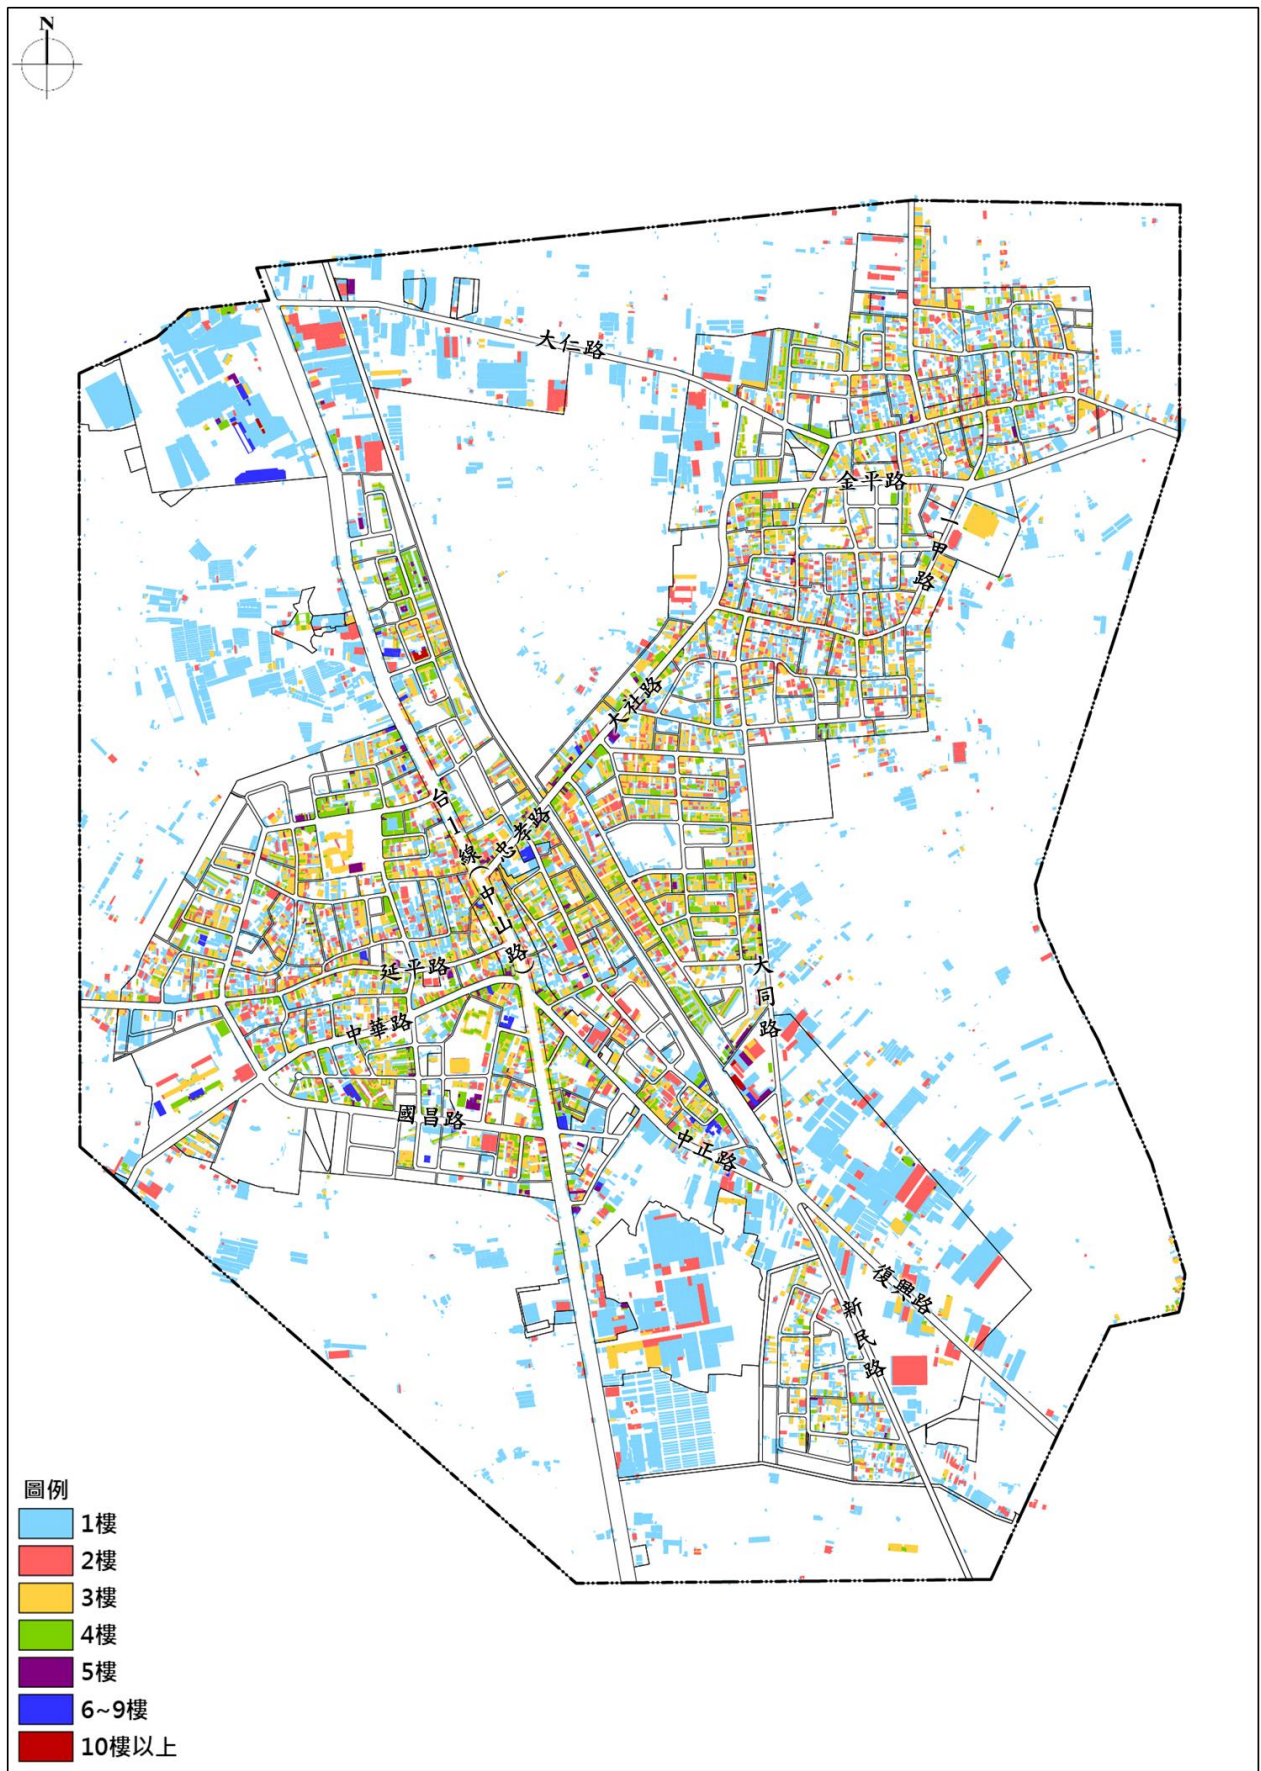 N
大仁路
金平路
一甲路
大社路
台1線
忠孝路
(中山路)
延平路
大同路
中華路
國昌路
中正路
復興路
新民路
圖例
1樓
2樓
3樓
4樓
5樓
6~9樓
10樓以上